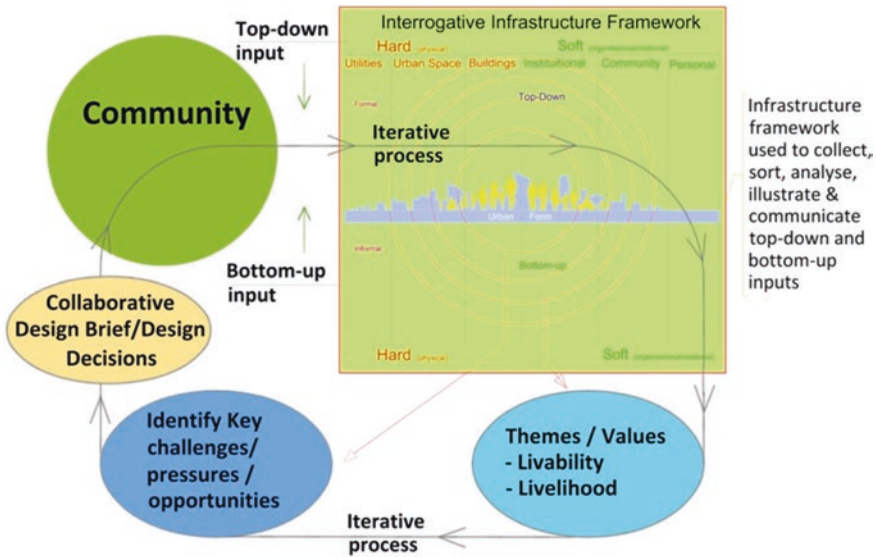 Interrogative Infrastructure Framework
Top-down
input
Hard (physical)
Soft
Utilities Urban Space Buildings Instituitional Community Personal
Formal
Top-Down
Community
Iterative
process
Infrastructure
framework
used to collect,
sort, analyse,
illustrate &
communicate
top-down and
bottom-up
inputs
Urban Form
Informal
Bottom-up
Bottom-up
input
Hard (physical)
Soft
Collaborative
Design Brief/Design
Decisions
Identify Key
challenges/
pressures /
opportunities
Themes / Values
- Livability
- Livelihood
Iterative
process